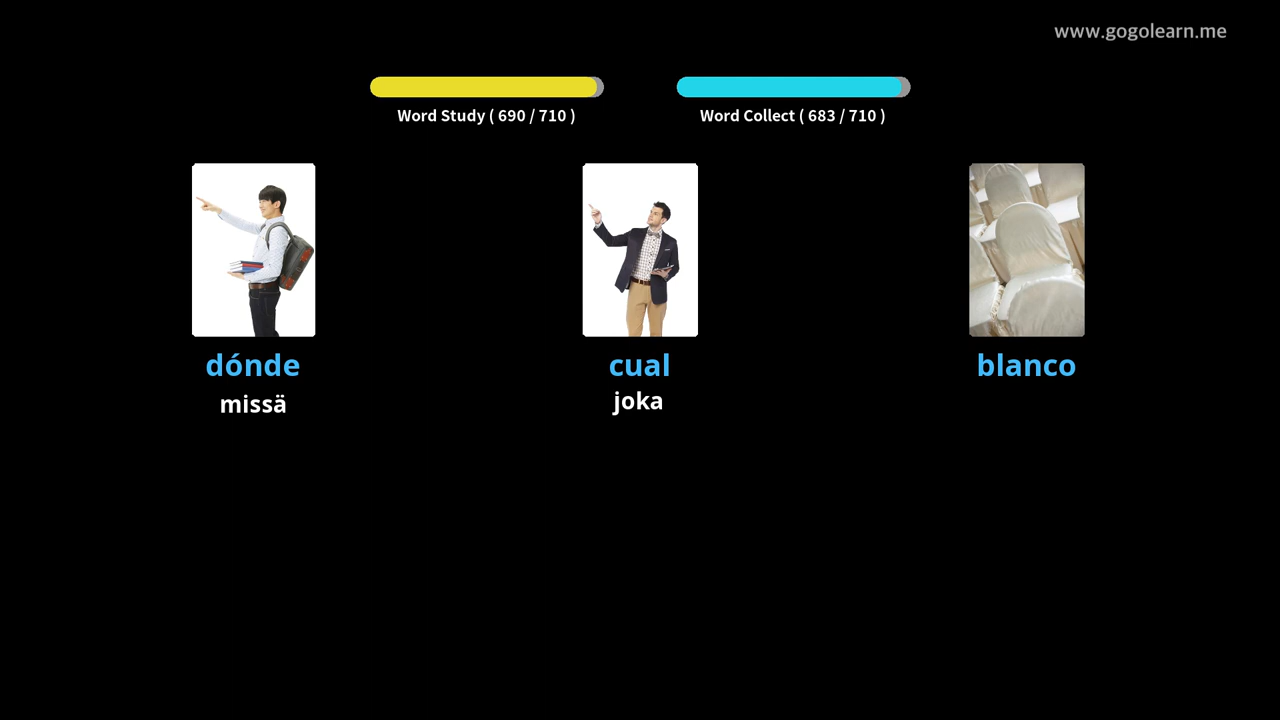 www.gogolearn.me
Word Study ( 690 / 710 )
Word Collect ( 683 / 710 )
dónde
missä
cual
joka
blanco